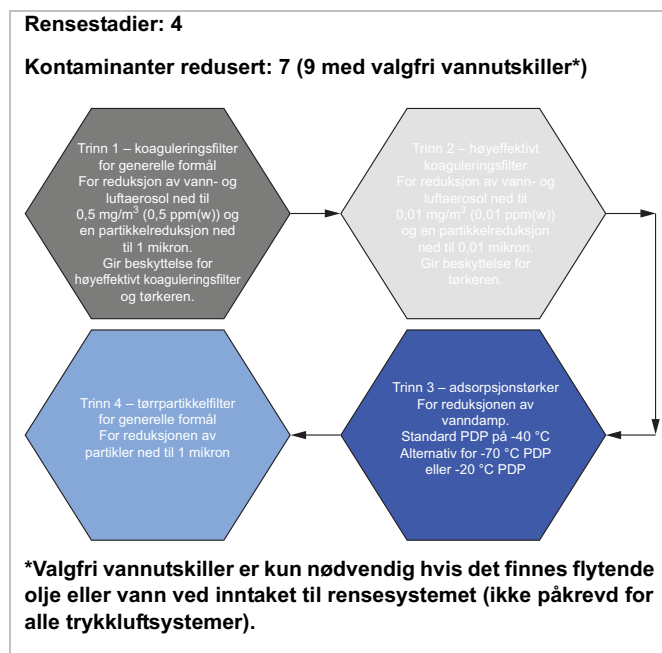 Rensestadier: 4
Kontaminanter redusert: 7 (9 med valgfri vannutskiller*)
Trinn 1 – koaguleringsfilter
for generelle formål
For reduksjon av vann- og
luftaerosol ned til
0,5 mg/m³ (0,5 ppm(w)) og
en partikkelreduksjon ned
til 1 mikron.
Gir beskyttelse for
høyeffektivt koaguleringsfilter
og tørkeren.
Trinn 2 – høyeffektivt
koaguleringsfilter
For reduksjon av vann- og
luftaerosol ned til
0,01 mg/m³ (0,01 ppm(w))
og en partikkelreduksjon
ned til 0,01 mikron.
Gir beskyttelse for
tørkeren.
Trinn 4 – tørrpartikkelfilter
for generelle formål
For reduksjonen av
partikler ned til 1 mikron
Trinn 3 – adsorpsjonstørker
For reduksjonen av
vanndamp.
Standard PDP på -40 °C
Alternativ for -70 °C PDP
eller -20 °C PDP
*Valgfri vannutskiller er kun nødvendig hvis det finnes flytende
olje eller vann ved inntaket til rensesystemet (ikke påkrevd for
alle trykkluftsystemer).